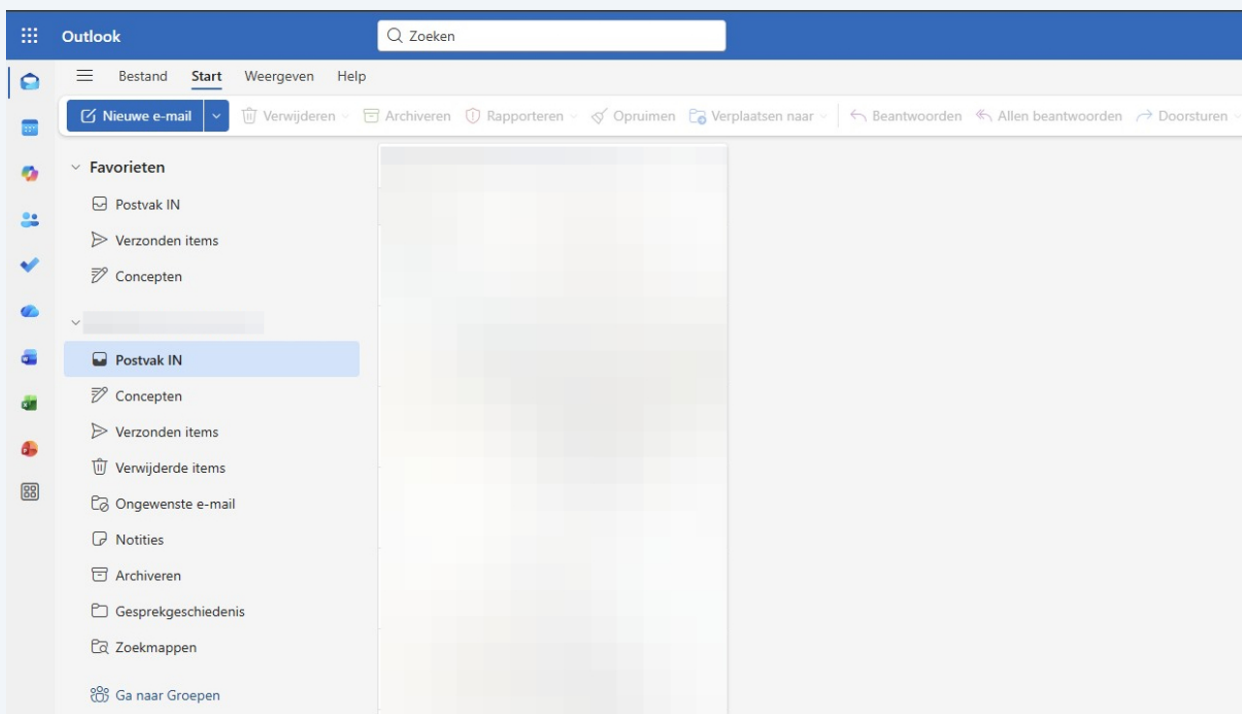 Outlook
Zoeken
Bestand Start Weergeven Help
Nieuwe e-mail Verwijderen Archiveren Rapporteren Opruimen Verplaatsen naar Beantwoorden Allen beantwoorden Doorsturen
Favorieten
Postvak IN
Verzonden items
Concepten
Postvak IN
Concepten
Verzonden items
Verwijderde items
Ongewenste e-mail
Notities
Archiveren
Gesprekgeschiedenis
Zoekmappen
Ga naar Groepen